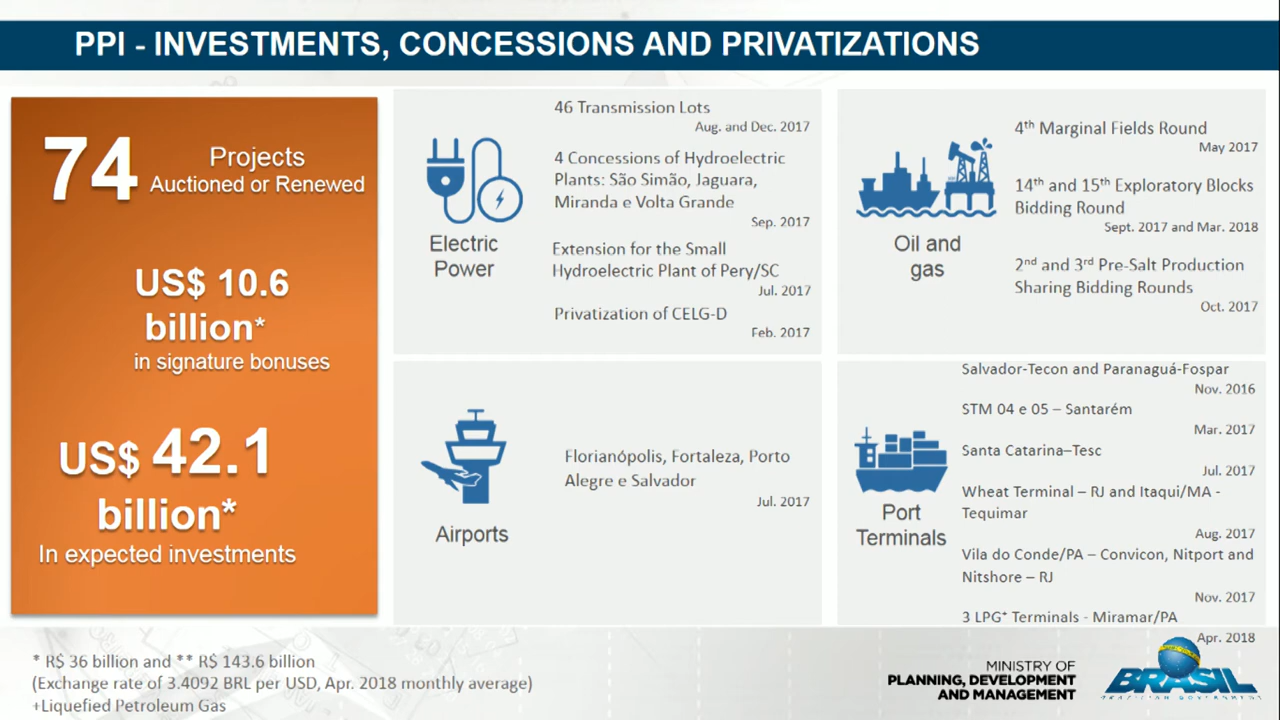 PPI - INVESTMENTS, CONCESSIONS AND PRIVATIZATIONS
74 Projects
Auctioned or Renewed
US$ 10.6
billion*
in signature bonuses
US$ 42.1
billion*
In expected investments
Electric
Power
46 Transmission Lots
Aug. and Dec. 2017
4 Concessions of Hydroelectric
Plants: São Simão, Jaguara,
Miranda e Volta Grande
Sep. 2017
Extension for the Small
Hydroelectric Plant of Pery/SC
Jul. 2017
Privatization of CELG-D
Feb. 2017
Oil and
gas
4th Marginal Fields Round
May 2017
14th and 15th Exploratory Blocks
Bidding Round
Sept. 2017 and Mar. 2018
2nd and 3rd Pre-Salt Production
Sharing Bidding Rounds
Oct. 2017
Airports
Florianópolis, Fortaleza, Porto
Alegre e Salvador
Jul. 2017
Port
Terminals
Salvador-Tecon and Paranaguá-Fospar
Nov. 2016
STM 04 e 05 – Santarém
Mar. 2017
Santa Catarina–Tesc
Jul. 2017
Wheat Terminal – RJ and Itaqui/MA -
Tequimar
Aug. 2017
Vila do Conde/PA – Convicon, Nitport and
Nitshore – RJ
Nov. 2017
3 LPG+ Terminals - Miramar/PA
Apr. 2018
* R$ 36 billion and ** R$ 143.6 billion
(Exchange rate of 3.4092 BRL per USD, Apr. 2018 monthly average)
+Liquefied Petroleum Gas
MINISTRY OF
PLANNING, DEVELOPMENT
AND MANAGEMENT
BRASIL
BRAZILIAN GOVERNMENT